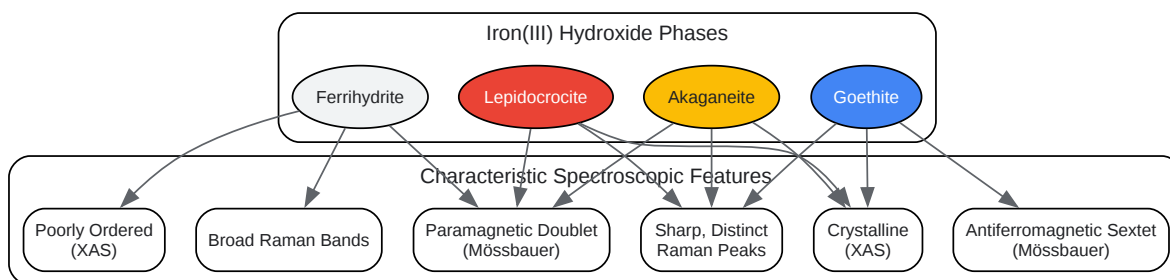 Iron(III) Hydroxide Phases
Ferrihydrite
Lepidocrocite
Akaganeite
Goethite
Characteristic Spectroscopic Features
Poorly Ordered
(XAS)
Broad Raman Bands
Paramagnetic Doublet
(Mössbauer)
Sharp, Distinct
Raman Peaks
Crystalline
(XAS)
Antiferromagnetic Sextet
(Mössbauer)